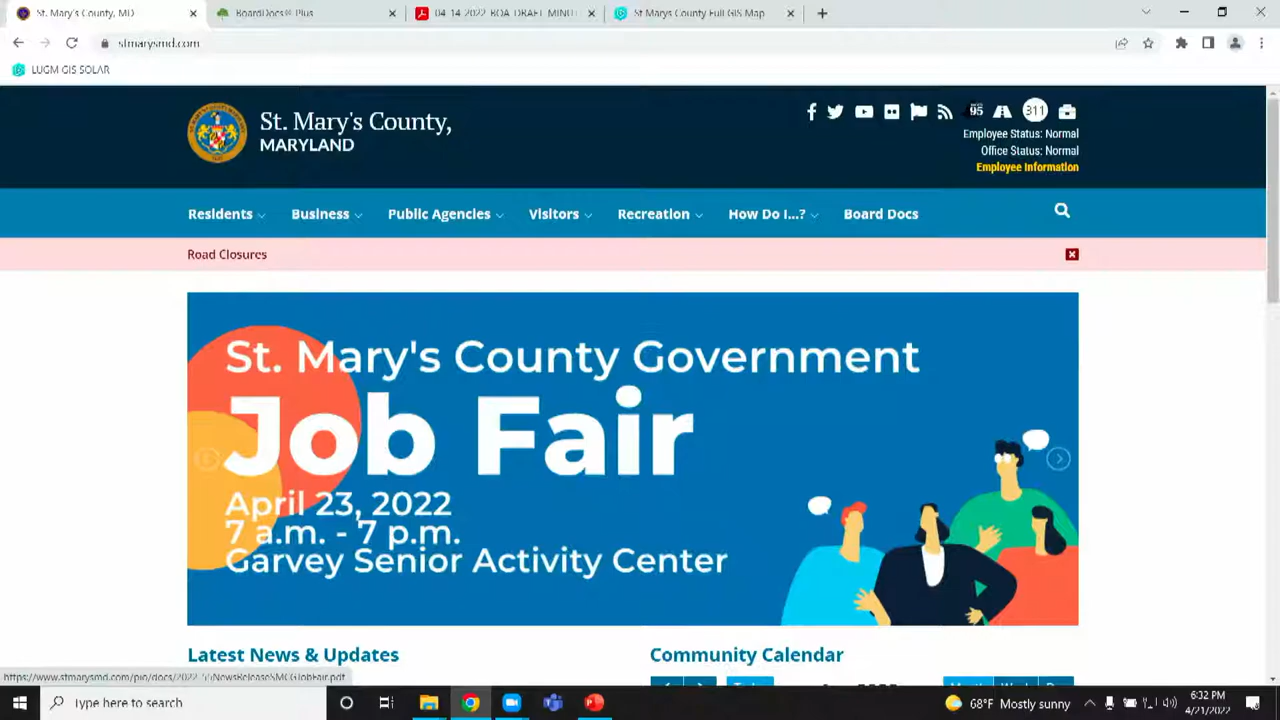 St. Mary's County, MD
BoardDocs® Plus
04 14 2022 BOA DRAFT MINUT
St Marys County Full GIS Map
stmarysmd.com
LUGM GIS SOLAR
St. Mary's County,
MARYLAND
95
311
Employee Status: Normal
Office Status: Normal
Employee Information
Residents Business Public Agencies Visitors Recreation How Do I...? Board Docs
Road Closures
St. Mary's County Government
Job Fair
April 23, 2022
7 a.m. - 7 p.m.
Garvey Senior Activity Center
Latest News & Updates
Community Calendar
Type here to search
68°F Mostly sunny
6:32 PM
4/21/2022